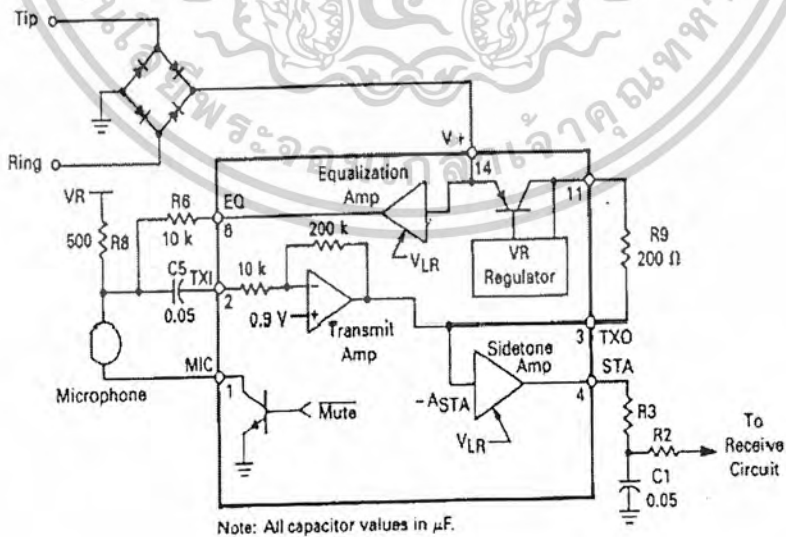 Tip
Ring
V+
14
Equalization
Amp
EQ
6
VR
R6
10 k
500
R8
VLR
11
VR
Regulator
R9
200 Ω
C5
0.05
TXI
2
10 k
200 k
0.9 V
Transmit
Amp
3
TXO
Sidetone
Amp
STA
4
-ASTA
VLR
MIC
1
Microphone
Mute
R3
R2
To
Receive
Circuit
C1
0.05
Note: All capacitor values in μF.